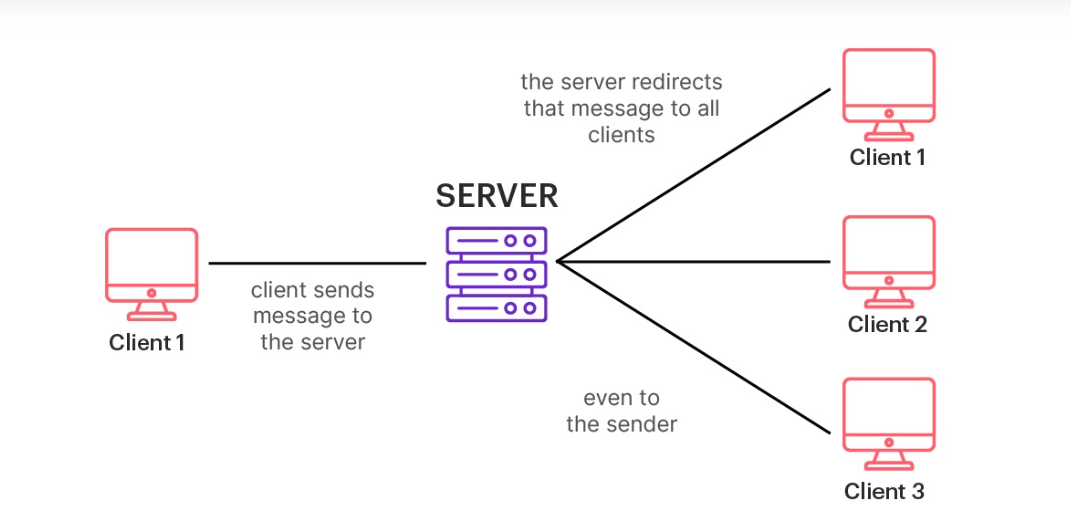 the server redirects
that message to all
clients
Client 1
SERVER
client sends
message to
the server
Client 1
Client 2
even to
the sender
Client 3